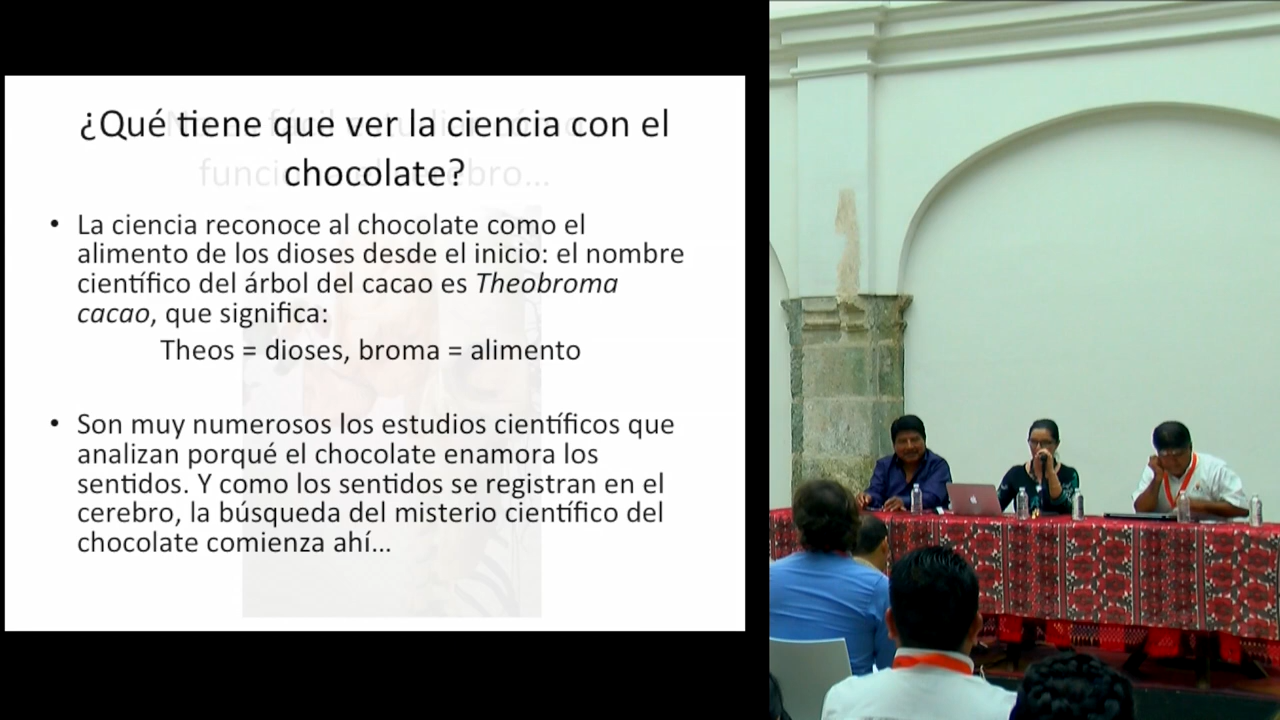 ¿Qué tiene que ver la ciencia con el
chocolate?
• La ciencia reconoce al chocolate como el
alimento de los dioses desde el inicio: el nombre
científico del árbol del cacao es Theobroma
cacao, que significa:
Theos = dioses, broma = alimento
• Son muy numerosos los estudios científicos que
analizan porqué el chocolate enamora los
sentidos. Y como los sentidos se registran en el
cerebro, la búsqueda del misterio científico del
chocolate comienza ahí...